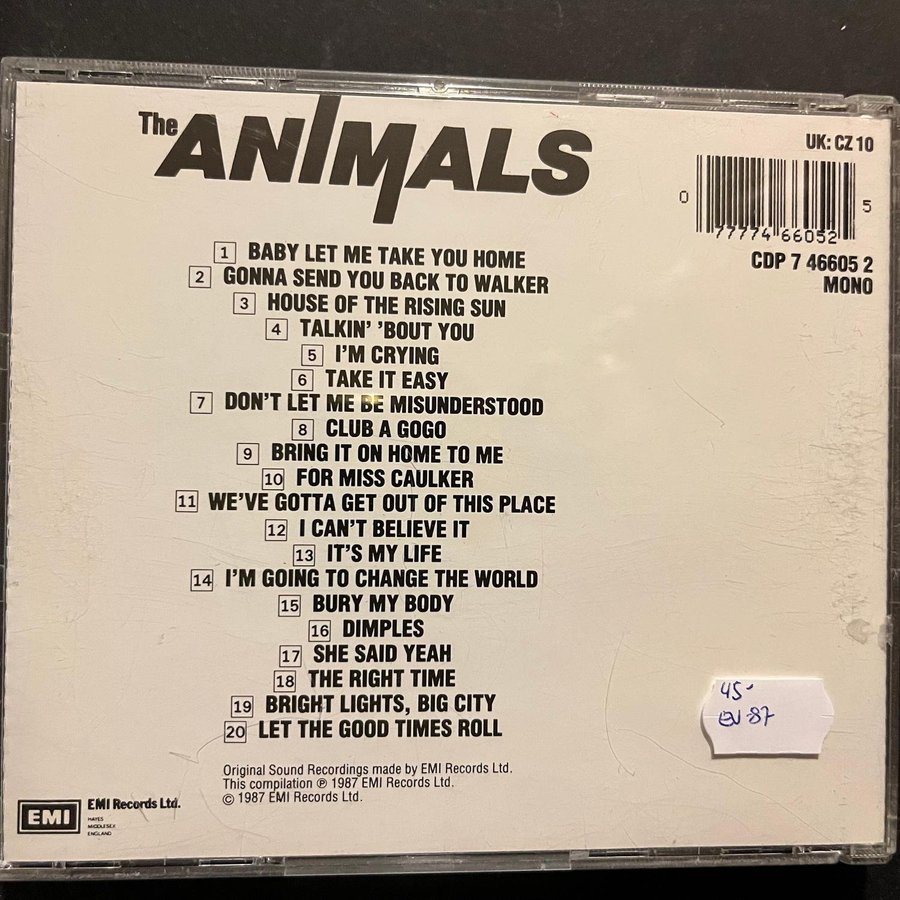 The ANIMALS
UK: CZ 10
0 77774 66052 5
CDP 7 46605 2
MONO
1 BABY LET ME TAKE YOU HOME
2 GONNA SEND YOU BACK TO WALKER
3 HOUSE OF THE RISING SUN
4 TALKIN' 'BOUT YOU
5 I'M CRYING
6 TAKE IT EASY
7 DON'T LET ME BE MISUNDERSTOOD
8 CLUB A GOGO
9 BRING IT ON HOME TO ME
10 FOR MISS CAULKER
11 WE'VE GOTTA GET OUT OF THIS PLACE
12 I CAN'T BELIEVE IT
13 IT'S MY LIFE
14 I'M GOING TO CHANGE THE WORLD
15 BURY MY BODY
16 DIMPLES
17 SHE SAID YEAH
18 THE RIGHT TIME
19 BRIGHT LIGHTS, BIG CITY
20 LET THE GOOD TIMES ROLL
45-
EN-87
Original Sound Recordings made by EMI Records Ltd.
This compilation ℗ 1987 EMI Records Ltd.
© 1987 EMI Records Ltd.
EMI
EMI Records Ltd.
HAYES
MIDDLESEX
ENGLAND